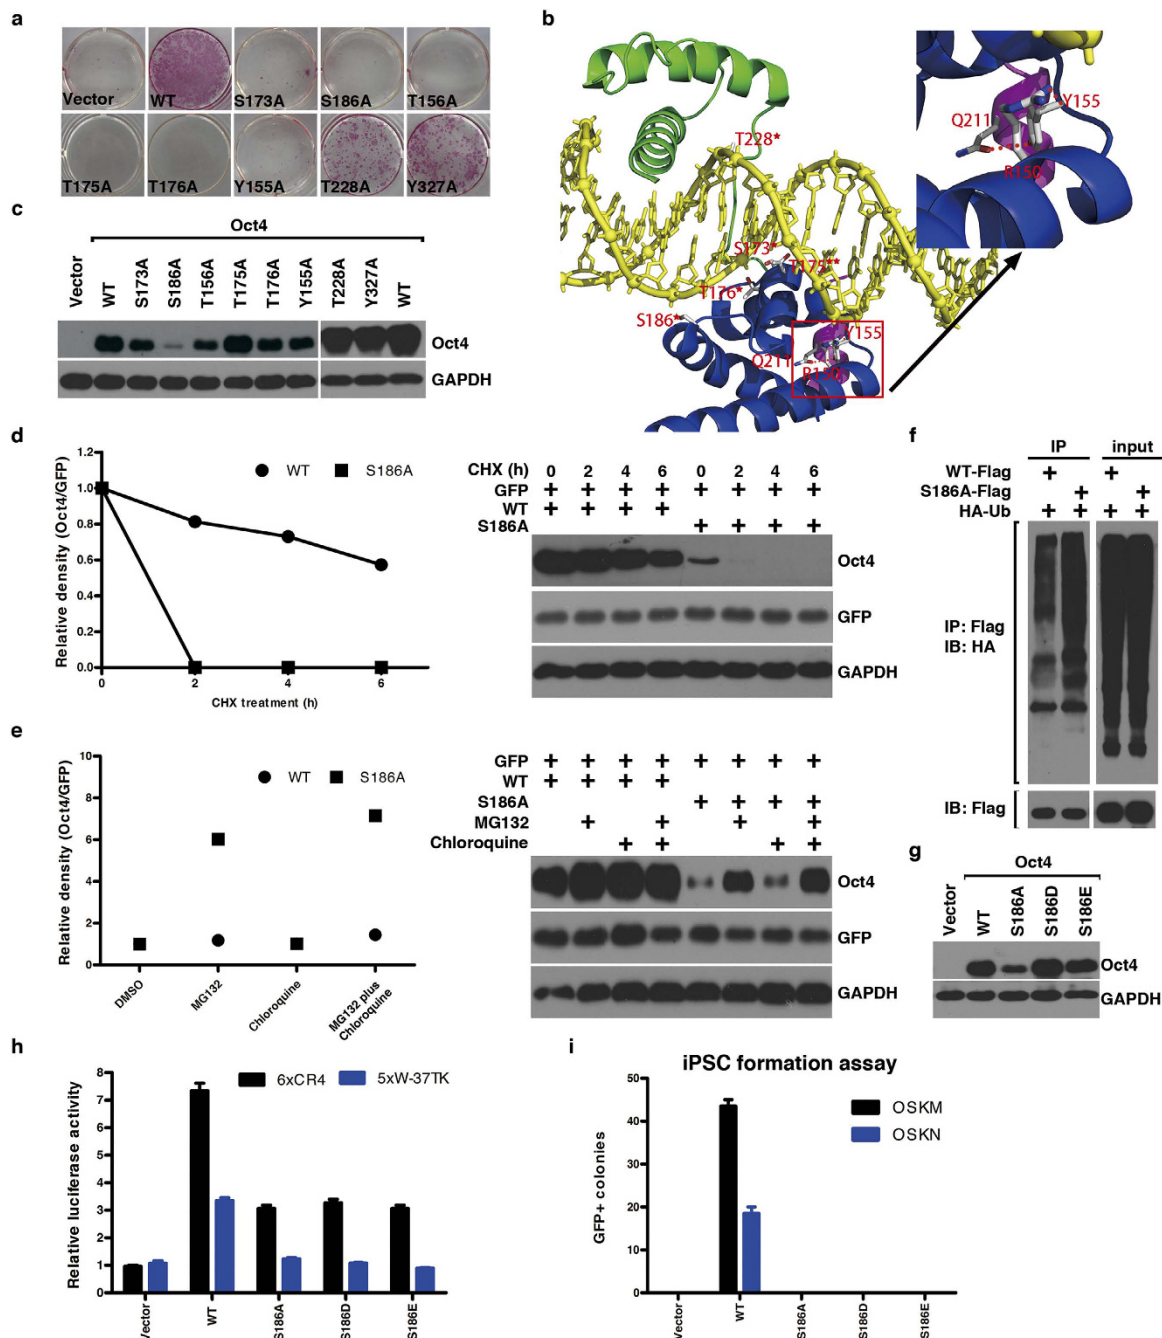 a
Vector WT S173A S186A T156A
T175A T176A Y155A T228A Y327A
b
T228*
S173*
T175**
T176*
S186*
Y155
Q211
R150
Y155
Q211
R150
c
Oct4
Vector WT S173A S186A T156A T175A T176A Y155A T228A Y327A WT
Oct4
GAPDH
d
Relative density (Oct4/GFP)
1.2
1.0
0.8
0.6
0.4
0.2
0.0
WT S186A
0 2 4 6
CHX treatment (h)
CHX (h) 0 2 4 6 0 2 4 6
GFP + + + + + + + +
WT + + + +
S186A + + + +
Oct4
GFP
GAPDH
e
Relative density (Oct4/GFP)
10
8
6
4
2
0
WT S186A
DMSO MG132 Chloroquine MG132 plus Chloroquine
GFP + + + + + + + +
WT + + + +
S186A + + + +
MG132 + + + +
Chloroquine + + + +
Oct4
GFP
GAPDH
f
IP input
WT-Flag + +
S186A-Flag + +
HA-Ub + + + +
IP: Flag
IB: HA
IB: Flag
g
Oct4
Vector WT S186A S186D S186E
Oct4
GAPDH
h
Relative luciferase activity
8
7
6
5
4
3
2
1
0
6xCR4 5xW-37TK
Vector WT S186A S186D S186E
i
iPSC formation assay
GFP+ colonies
50
40
30
20
10
0
OSKM
OSKN
Vector WT S186A S186D S186E